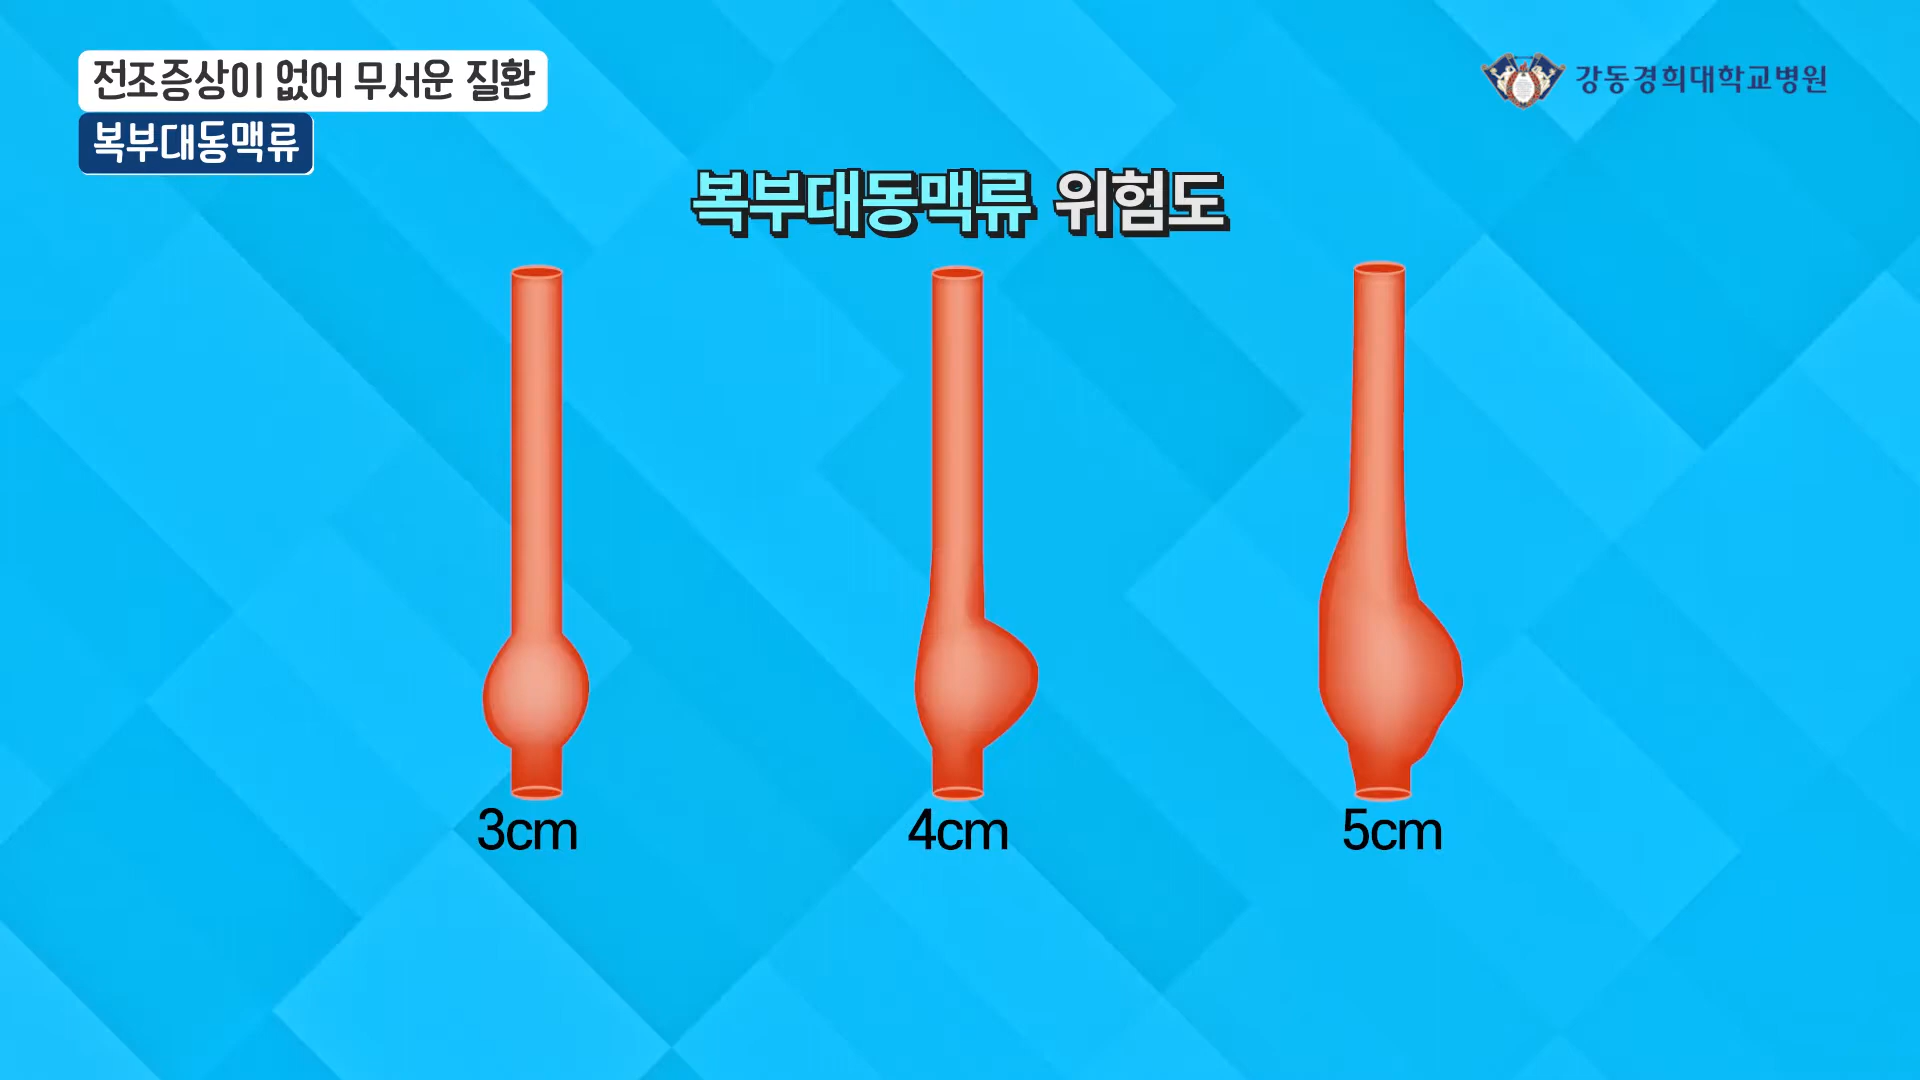 전조증상이 없어 무서운 질환
복부대동맥류
강동경희대학교병원
복부대동맥류 위험도
3cm
4cm
5cm